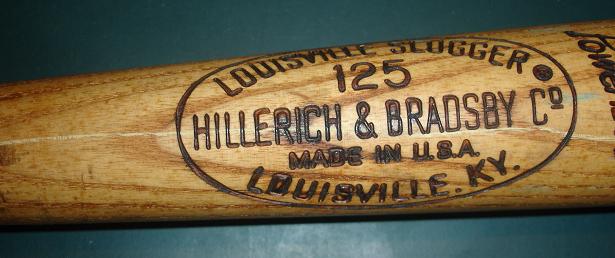 LOUISVILLE SLUGGER ®
125
HILLERICH & BRADSBY Cº
MADE IN U.S.A.
LOUISVILLE, KY.